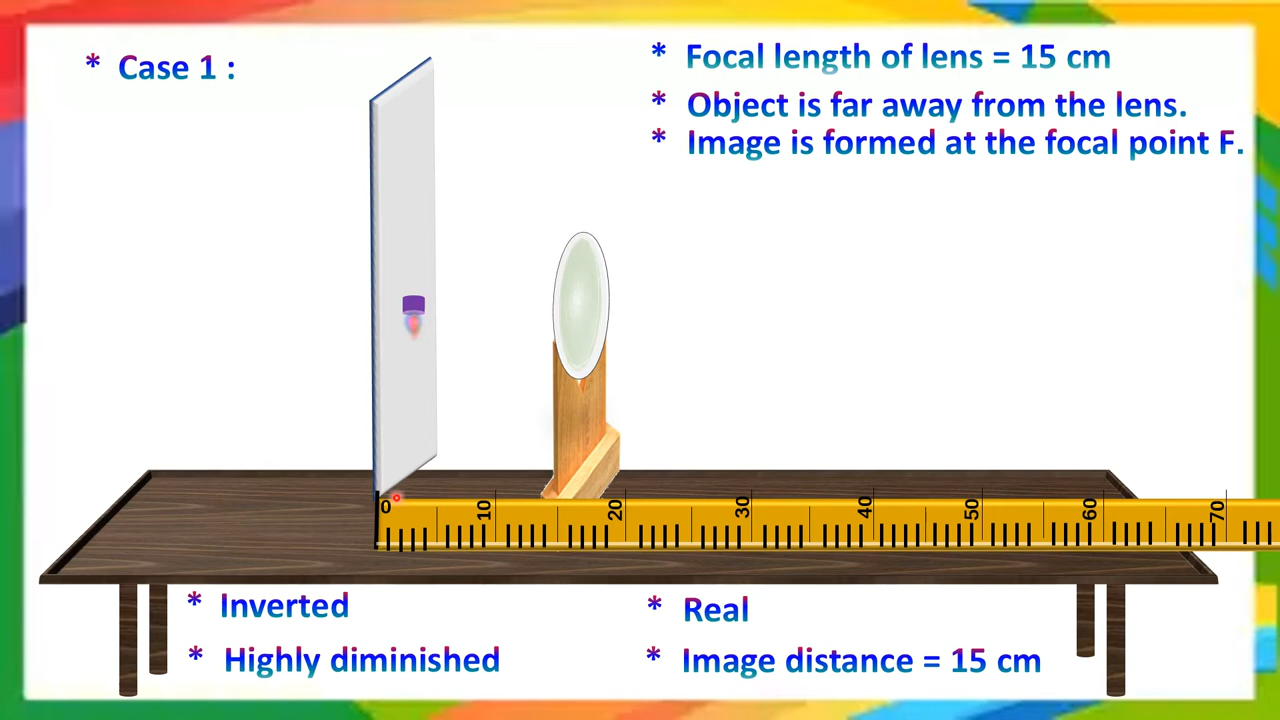 * Case 1 :
* Focal length of lens = 15 cm
* Object is far away from the lens.
* Image is formed at the focal point F.
0 10 20 30 40 50 60 70
* Inverted
* Real
* Highly diminished
* Image distance = 15 cm